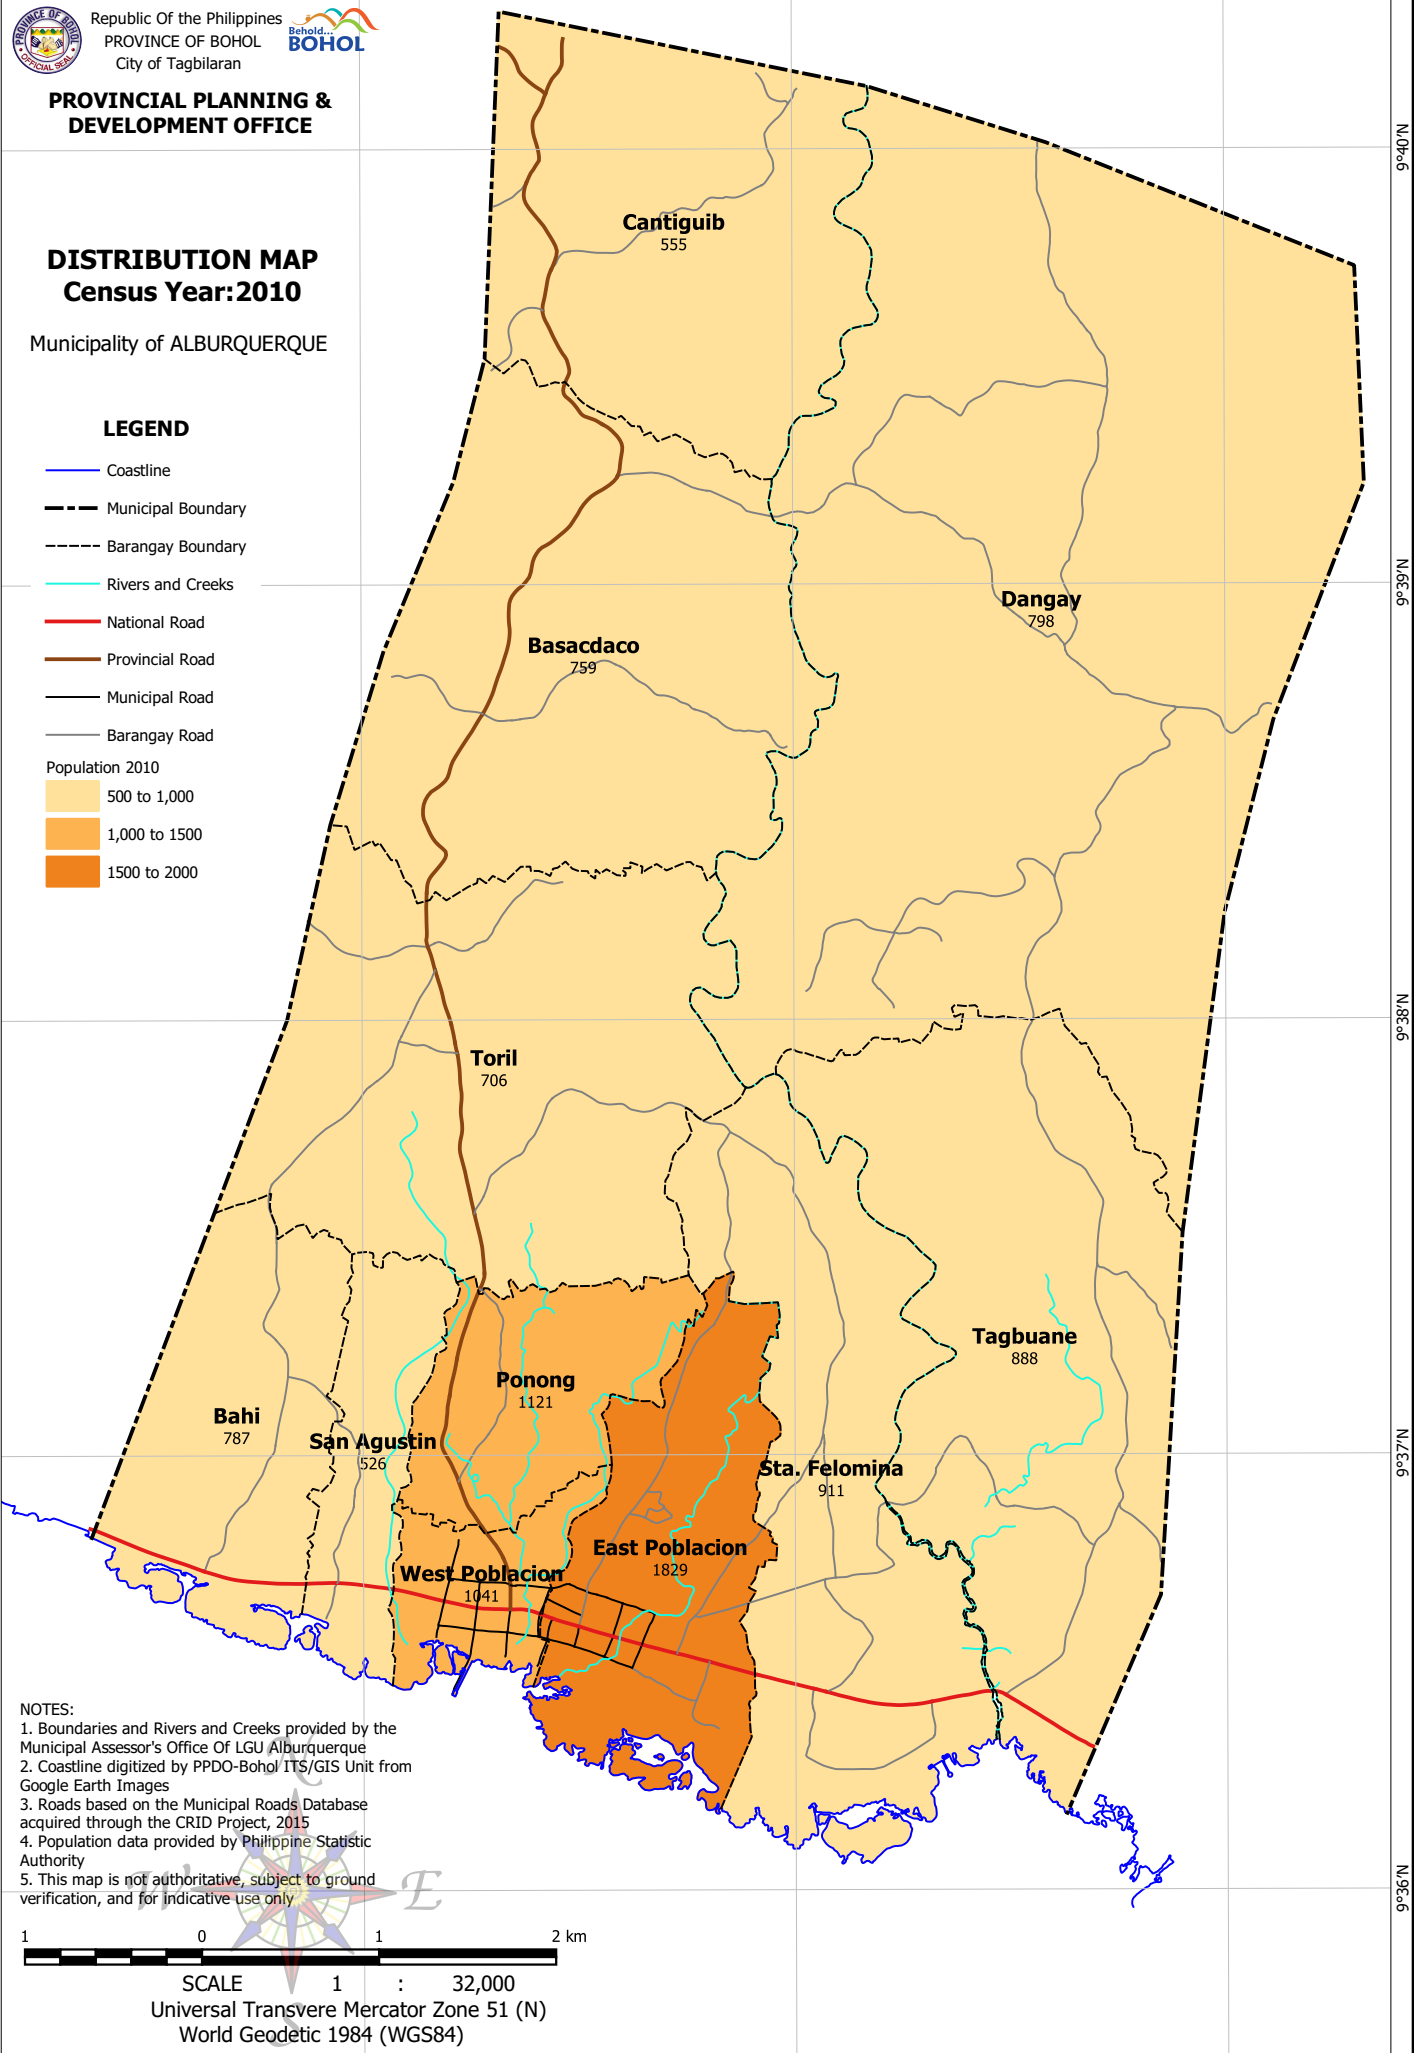 Republic Of the Philippines
PROVINCE OF BOHOL
City of Tagbilaran
PROVINCE OF BOHOL
OFFICIAL SEAL
Behold...
BOHOL
PROVINCIAL PLANNING &
DEVELOPMENT OFFICE
DISTRIBUTION MAP
Census Year:2010
Municipality of ALBURQUERQUE
LEGEND
Coastline
Municipal Boundary
Barangay Boundary
Rivers and Creeks
National Road
Provincial Road
Municipal Road
Barangay Road
Population 2010
500 to 1,000
1,000 to 1500
1500 to 2000
Cantiguib
555
Dangay
798
Basacdaco
759
Toril
706
Tagbuane
888
Ponong
1121
Bahi
787
San Agustin
526
Sta. Felomina
911
East Poblacion
1829
West Poblacion
1041
9°40'N
9°39'N
9°38'N
9°37'N
9°36'N
NOTES:
1. Boundaries and Rivers and Creeks provided by the
Municipal Assessor's Office Of LGU Alburquerque
2. Coastline digitized by PPDO-Bohol ITS/GIS Unit from
Google Earth Images
3. Roads based on the Municipal Roads Database
acquired through the CRID Project, 2015
4. Population data provided by Philippine Statistic
Authority
5. This map is not authoritative, subject to ground
verification, and for indicative use only
N
W
E
S
1 0 1 2 km
SCALE 1 : 32,000
Universal Transvere Mercator Zone 51 (N)
World Geodetic 1984 (WGS84)